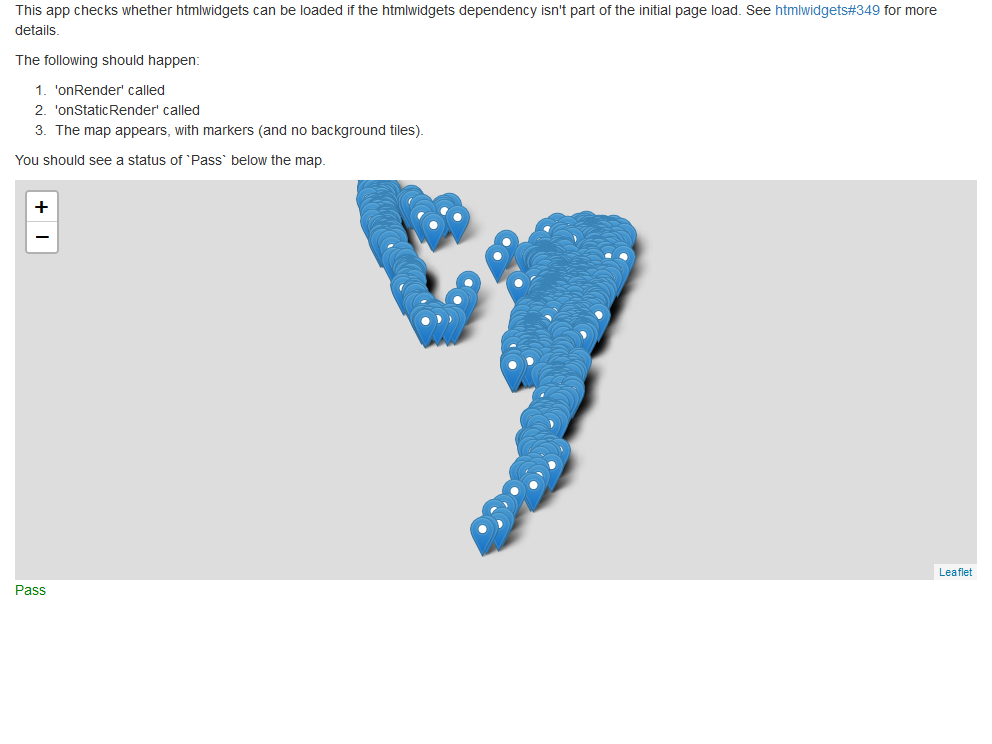 This app checks whether htmlwidgets can be loaded if the htmlwidgets dependency isn't part of the initial page load. See htmlwidgets#349 for more
details.
The following should happen:
1. 'onRender' called
2. 'onStaticRender' called
3. The map appears, with markers (and no background tiles).
You should see a status of `Pass` below the map.
+
−
Leaflet
Pass